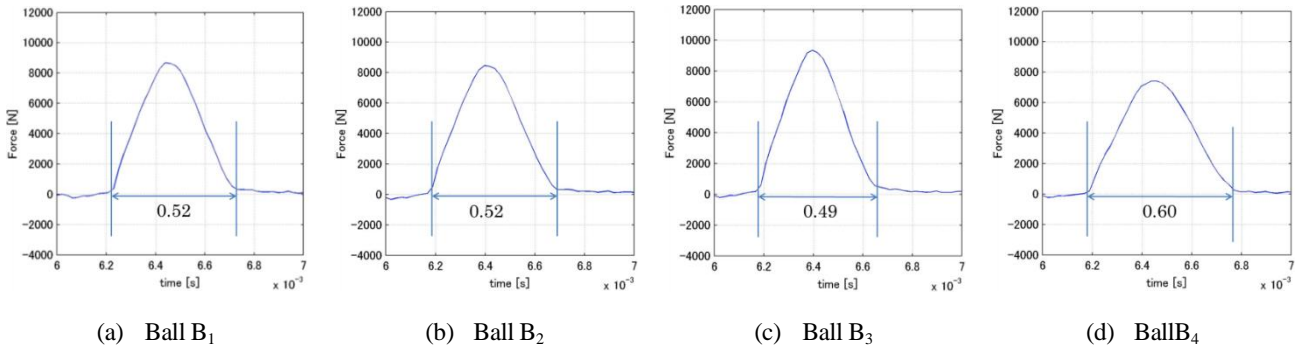 12000
10000
8000
6000
4000
2000
0
-2000
-4000
Force [N]
0.52
6 6.2 6.4 6.6 6.8 7
time [s]
x 10⁻³
(a) Ball B₁
12000
10000
8000
6000
4000
2000
0
-2000
-4000
Force [N]
0.52
6 6.2 6.4 6.6 6.8 7
time [s]
x 10⁻³
(b) Ball B₂
12000
10000
8000
6000
4000
2000
0
-2000
-4000
Force [N]
0.49
6 6.2 6.4 6.6 6.8 7
time [s]
x 10⁻³
(c) Ball B₃
12000
10000
8000
6000
4000
2000
0
-2000
-4000
Force [N]
0.60
6 6.2 6.4 6.6 6.8 7
time [s]
x 10⁻³
(d) BallB₄